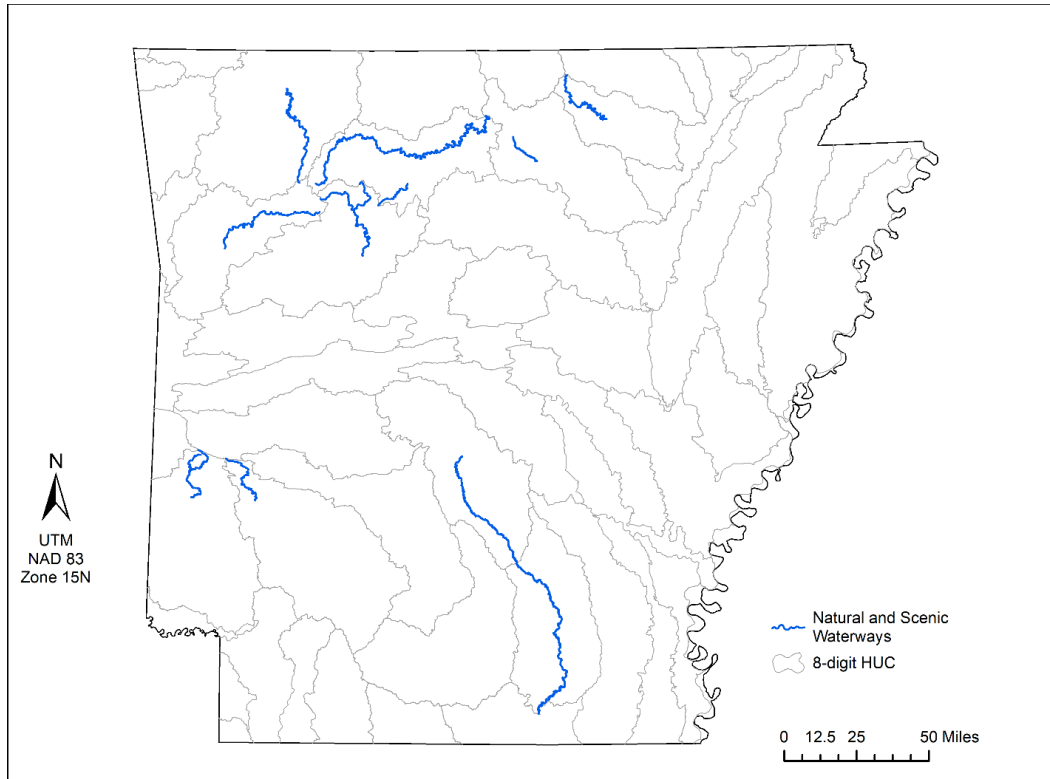 N
UTM
NAD 83
Zone 15N
Natural and Scenic
Waterways
8-digit HUC
0 12.5 25 50 Miles